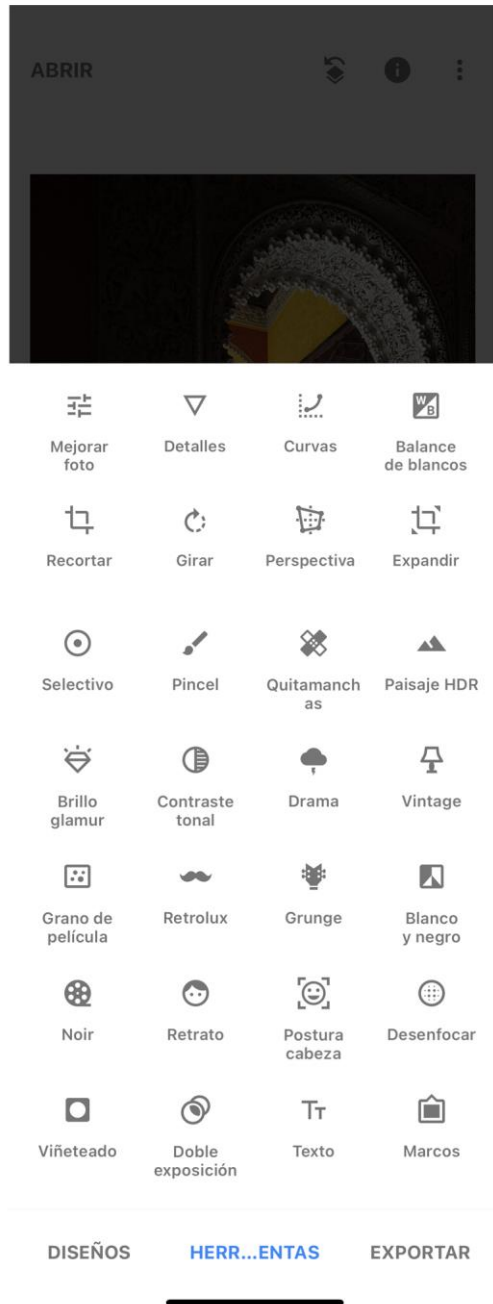 ABRIR
Mejorar
foto
Detalles
Curvas
W
B
Balance
de blancos
Recortar
Girar
Perspectiva
Expandir
Selectivo
Pincel
Quitamanch
as
Paisaje HDR
Brillo
glamur
Contraste
tonal
Drama
Vintage
Grano de
película
Retrolux
Grunge
Blanco
y negro
Noir
Retrato
Postura
cabeza
Desenfocar
Viñeteado
Doble
exposición
TT
Texto
Marcos
DISEÑOS
HERR...ENTAS
EXPORTAR